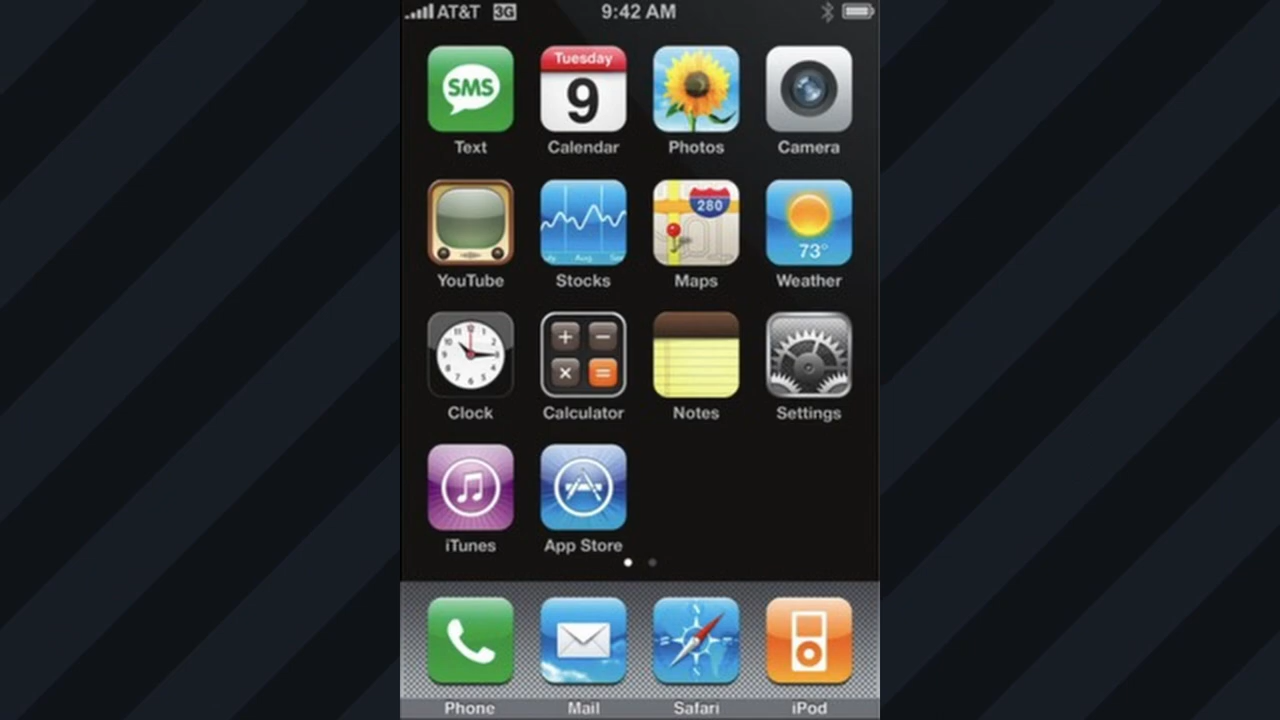 AT&T 3G 9:42 AM
SMS
Tuesday
9
Text Calendar Photos Camera
280
73°
Aug
YouTube Stocks Maps Weather
Clock Calculator Notes Settings
iTunes App Store
Phone Mail Safari iPod